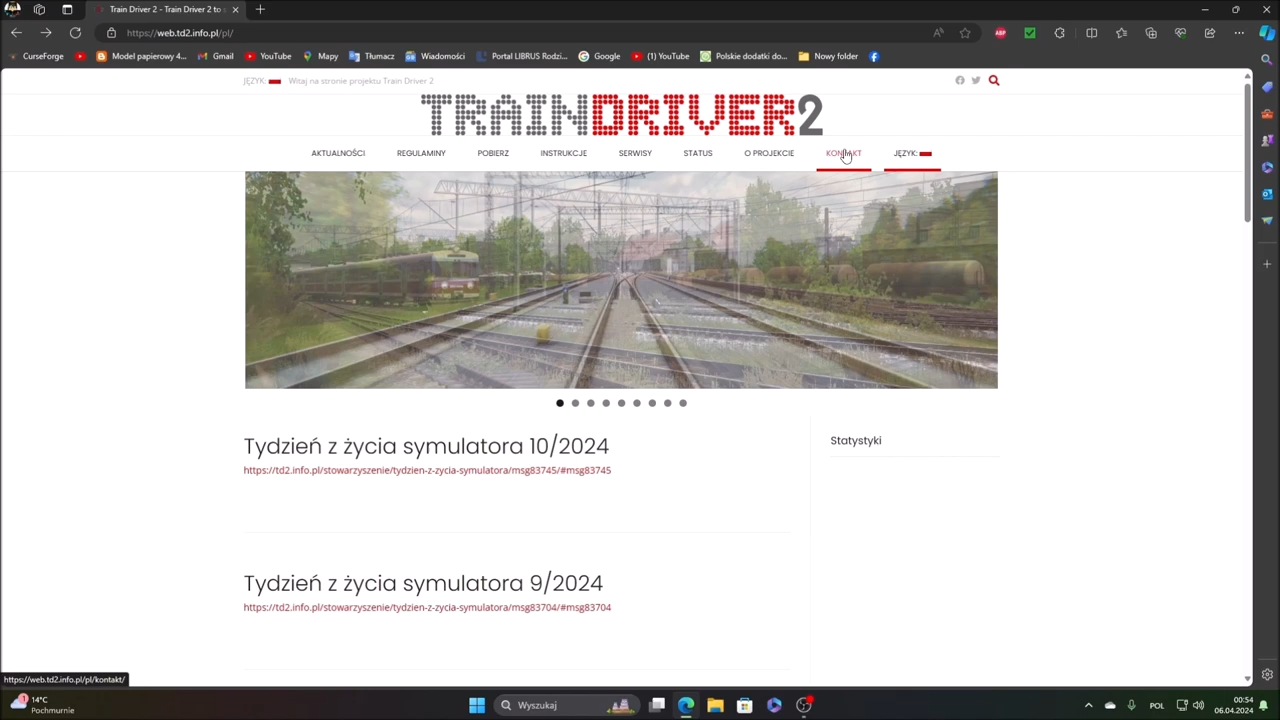 Train Driver 2 - Train Driver 2 to s
https://web.td2.info.pl/pl/
CurseForge
Model papierowy 4...
Gmail
YouTube
Mapy
Tłumacz
Wiadomości
Portal LIBRUS Rodzi...
Google
(1) YouTube
Polskie dodatki do...
Nowy folder
JĘZYK:
Witaj na stronie projektu Train Driver 2
TRAINDRIVER2
AKTUALNOŚCI
REGULAMINY
POBIERZ
INSTRUKCJE
SERWISY
STATUS
O PROJEKCIE
KONTAKT
JĘZYK:
Tydzień z życia symulatora 10/2024
https://td2.info.pl/stowarzyszenie/tydzien-z-zycia-symulatora/msg83745/#msg83745
Statystyki
Tydzień z życia symulatora 9/2024
https://td2.info.pl/stowarzyszenie/tydzien-z-zycia-symulatora/msg83704/#msg83704
https://web.td2.info.pl/pl/kontakt/
1
14°C
Pochmurnie
Wyszukaj
POL
00:54
06.04.2024